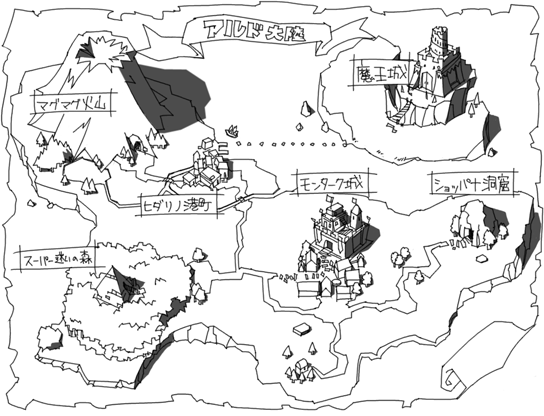 アルド大陸
魔王城
マグマグ火山
モンターク城
ショッパナ洞窟
ヒダリノ港町
スーパー迷いの森